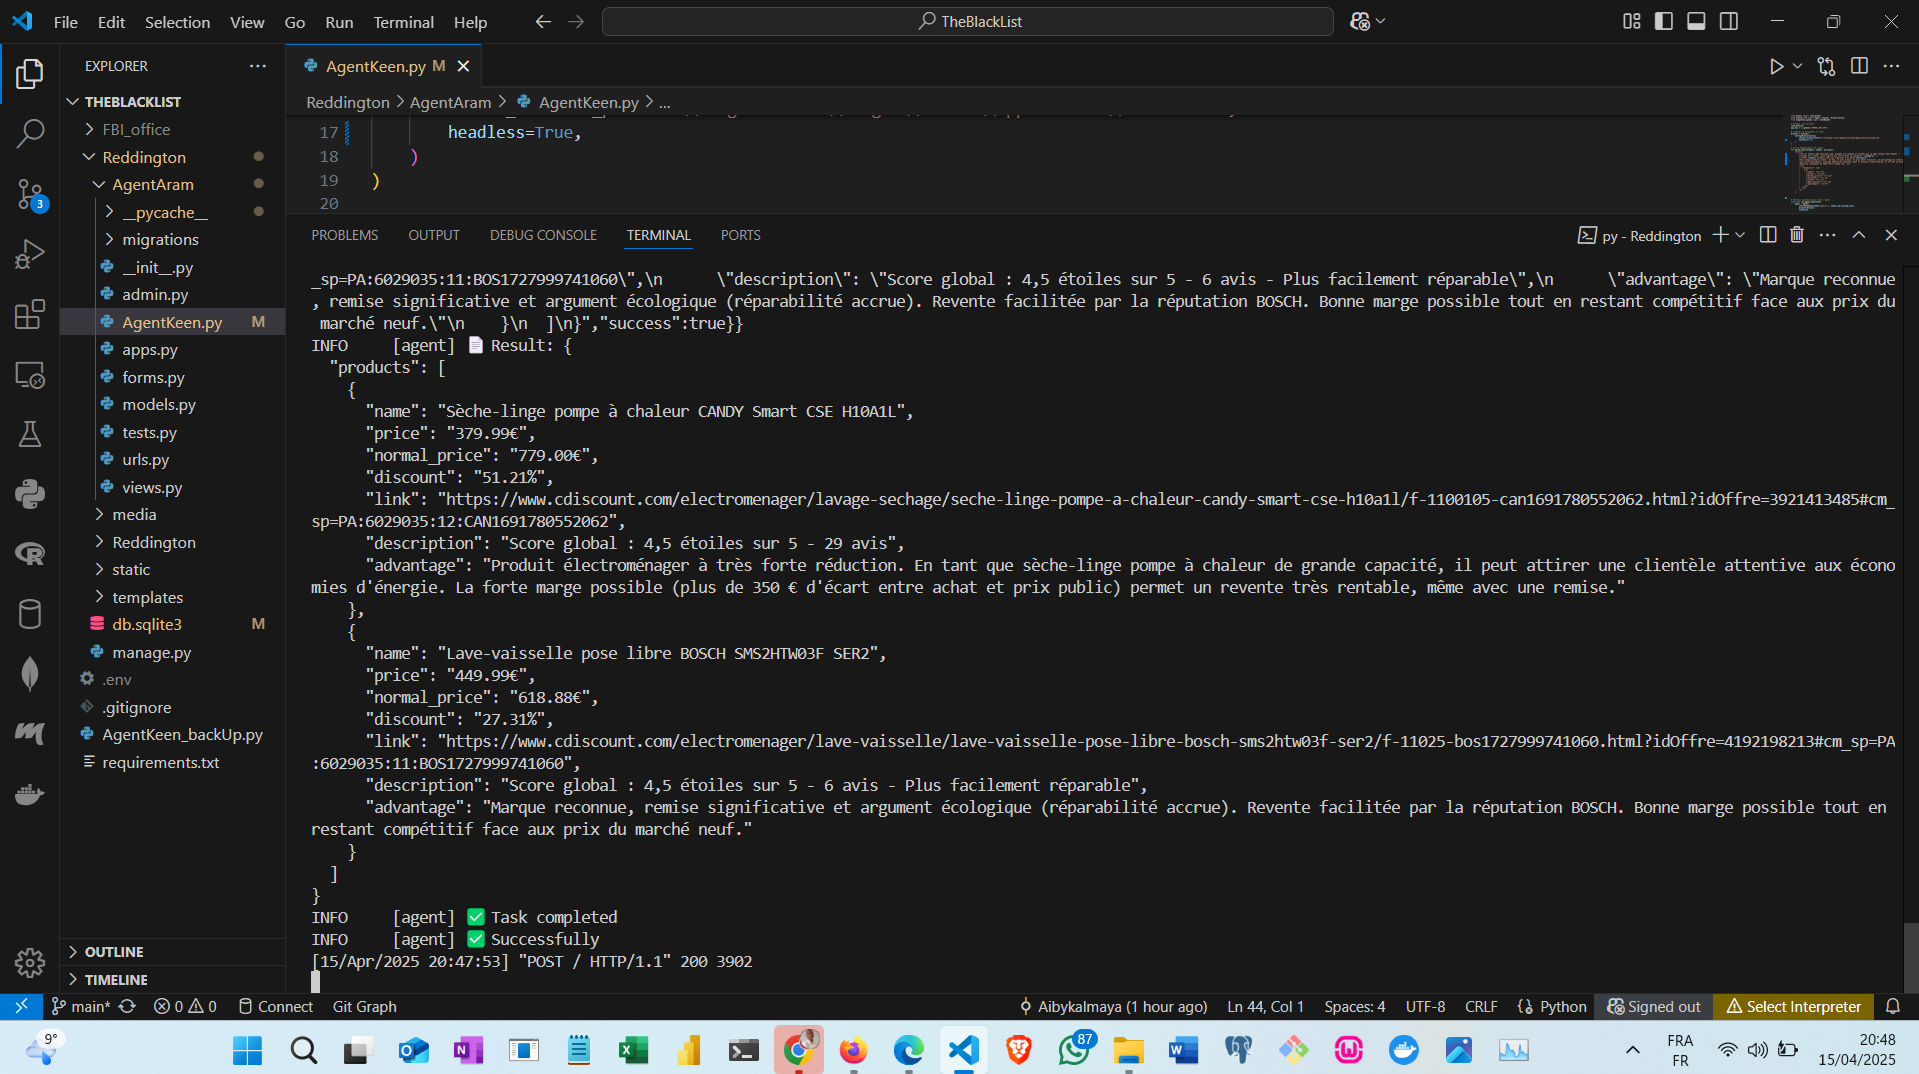 File Edit Selection View Go Run Terminal Help
TheBlackList
EXPLORER
AgentKeen.py M
THEBLACKLIST
Reddington > AgentAram > AgentKeen.py > ...
FBI_office
Reddington
AgentAram
__pycache__
migrations
__init__.py
admin.py
AgentKeen.py M
apps.py
forms.py
models.py
tests.py
urls.py
views.py
media
Reddington
static
templates
db.sqlite3 M
manage.py
.env
.gitignore
AgentKeen_backUp.py
requirements.txt
OUTLINE
TIMELINE
3
17 headless=True,
18 )
19 )
20
PROBLEMS OUTPUT DEBUG CONSOLE TERMINAL PORTS
py - Reddington
_sp=PA:6029035:11:BOS1727999741060\",\n      \"description\": \"Score global : 4,5 étoiles sur 5 - 6 avis - Plus facilement réparable\",\n      \"advantage\": \"Marque reconnue
, remise significative et argument écologique (réparabilité accrue). Revente facilitée par la réputation BOSCH. Bonne marge possible tout en restant compétitif face aux prix du
marché neuf.\"\n    }\n  ]\n}","success":true}}
INFO     [agent] 📄 Result: {
"products": [
{
"name": "Sèche-linge pompe à chaleur CANDY Smart CSE H10A1L",
"price": "379.99€",
"normal_price": "779.00€",
"discount": "51.21%",
"link": "https://www.cdiscount.com/electromenager/lavage-sechage/seche-linge-pompe-a-chaleur-candy-smart-cse-h10a1l/f-1100105-can1691780552062.html?idOffre=3921413485#cm_
sp=PA:6029035:12:CAN1691780552062",
"description": "Score global : 4,5 étoiles sur 5 - 29 avis",
"advantage": "Produit électroménager à très forte réduction. En tant que sèche-linge pompe à chaleur de grande capacité, il peut attirer une clientèle attentive aux écono
mies d'énergie. La forte marge possible (plus de 350 € d'écart entre achat et prix public) permet un revente très rentable, même avec une remise."
},
{
"name": "Lave-vaisselle pose libre BOSCH SMS2HTW03F SER2",
"price": "449.99€",
"normal_price": "618.88€",
"discount": "27.31%",
"link": "https://www.cdiscount.com/electromenager/lave-vaisselle/lave-vaisselle-pose-libre-bosch-sms2htw03f-ser2/f-11025-bos1727999741060.html?idOffre=4192198213#cm_sp=PA
:6029035:11:BOS1727999741060",
"description": "Score global : 4,5 étoiles sur 5 - 6 avis - Plus facilement réparable",
"advantage": "Marque reconnue, remise significative et argument écologique (réparabilité accrue). Revente facilitée par la réputation BOSCH. Bonne marge possible tout en
restant compétitif face aux prix du marché neuf."
}
]
}
INFO     [agent] ✅ Task completed
INFO     [agent] ✅ Successfully
[15/Apr/2025 20:47:53] "POST / HTTP/1.1" 200 3902
main* 0 0 Connect Git Graph Aibykalmaya (1 hour ago) Ln 44, Col 1 Spaces: 4 UTF-8 CRLF Python Signed out Select Interpreter
9°
87
FRA
FR
20:48
15/04/2025